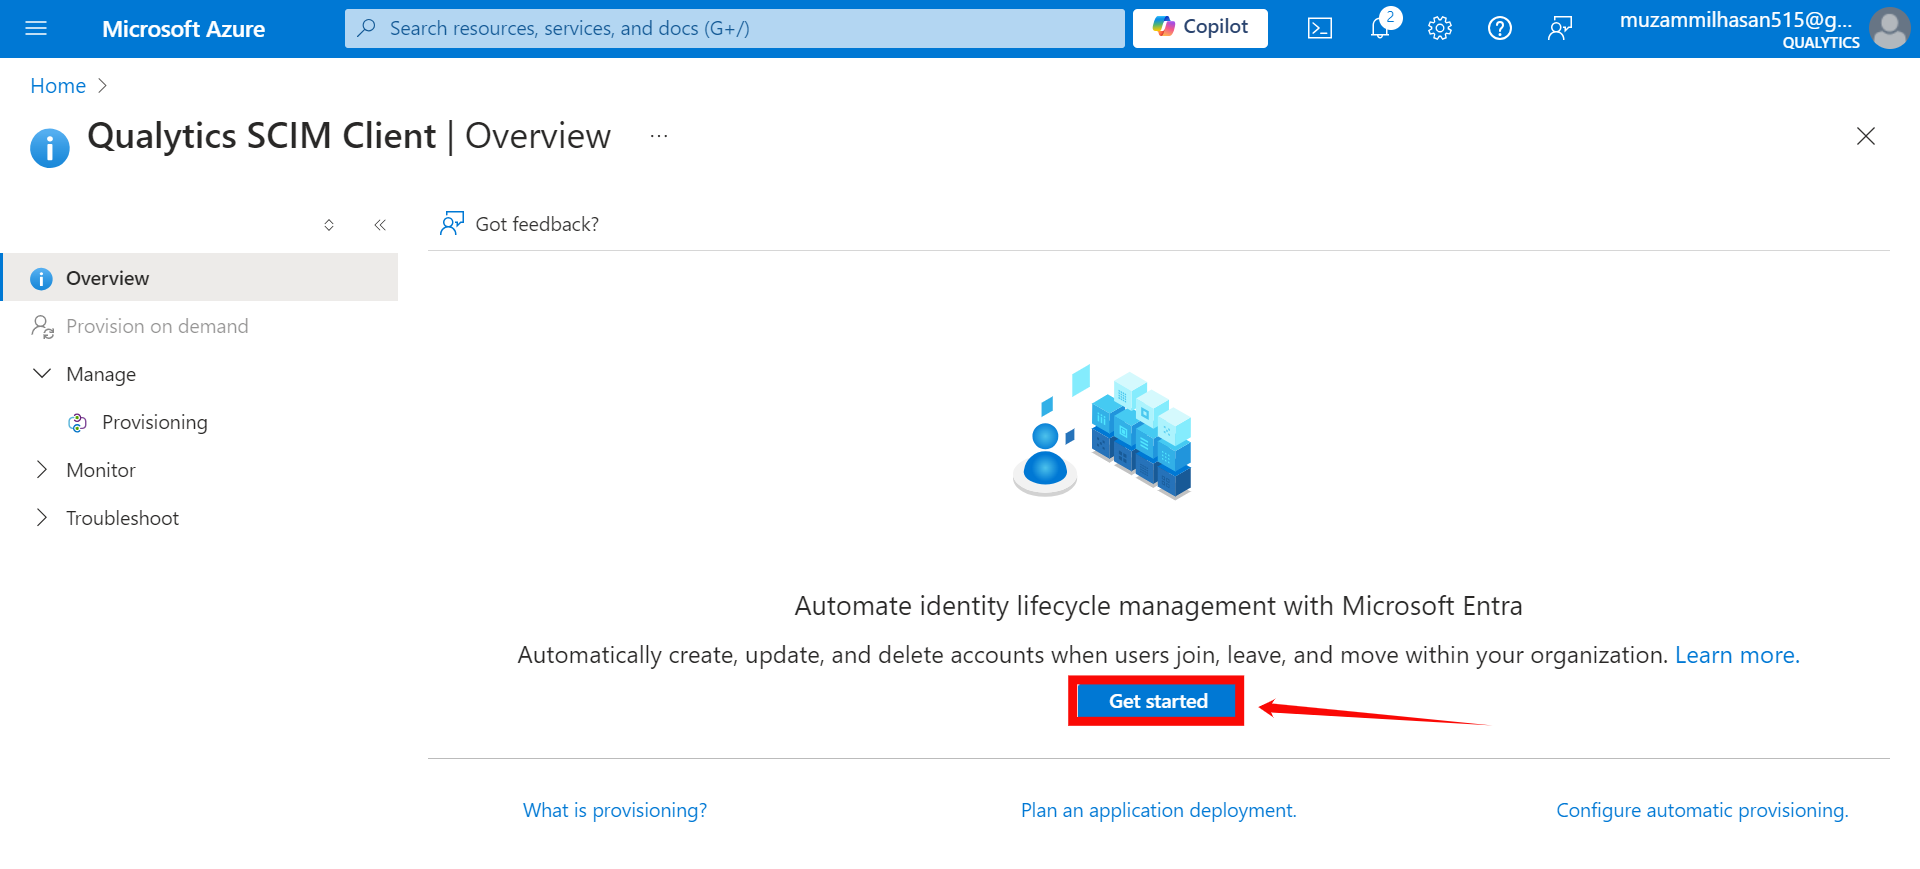 Microsoft Azure
Search resources, services, and docs (G+/)
Copilot
2
muzammilhasan515@g...
QUALYTICS
Home
Qualytics SCIM Client | Overview
...
Got feedback?
Overview
Provision on demand
Manage
Provisioning
Monitor
Troubleshoot
Automate identity lifecycle management with Microsoft Entra
Automatically create, update, and delete accounts when users join, leave, and move within your organization. Learn more.
Get started
What is provisioning?
Plan an application deployment.
Configure automatic provisioning.